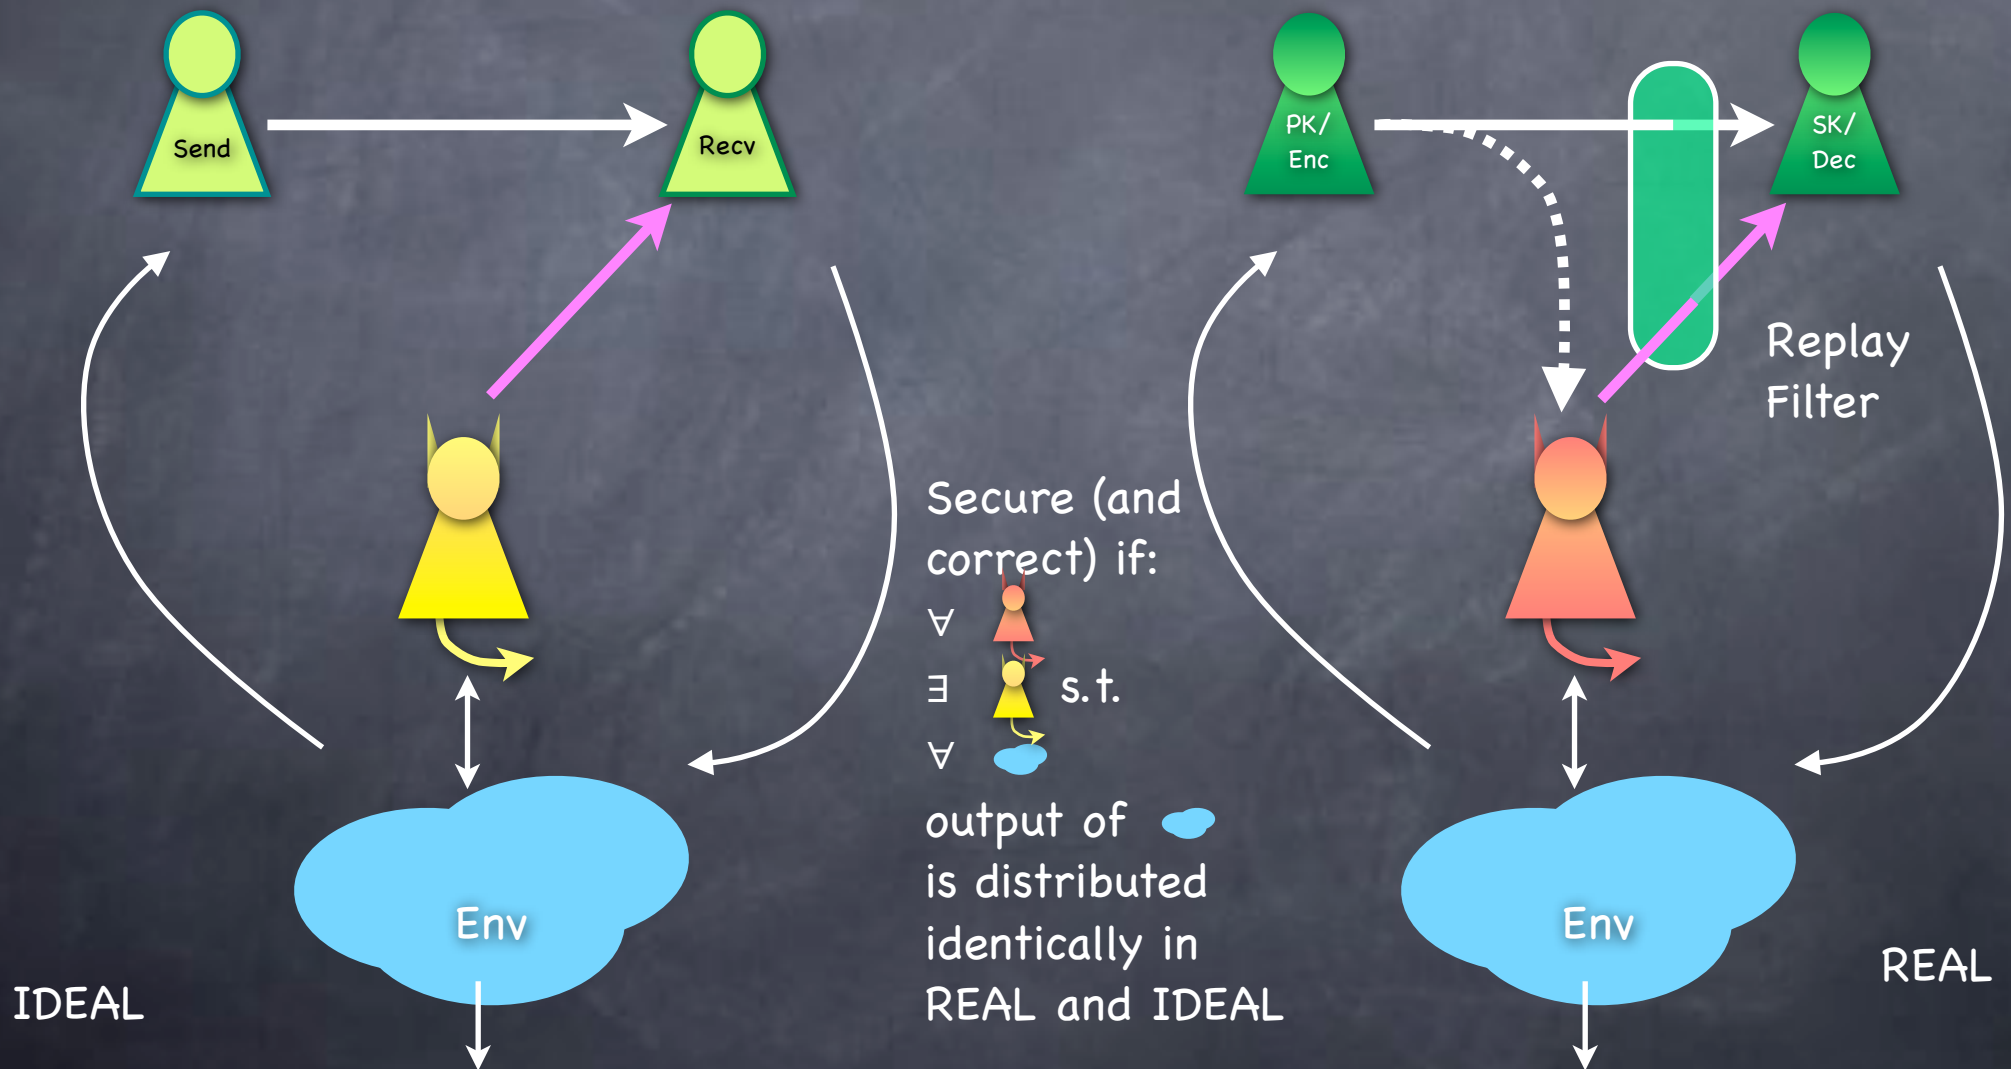 Send
Recv
PK/
Enc
SK/
Dec
Replay
Filter
Secure (and
correct) if:
∀
∃ s.t.
∀
output of
is distributed
identically in
REAL and IDEAL
Env
Env
IDEAL
REAL